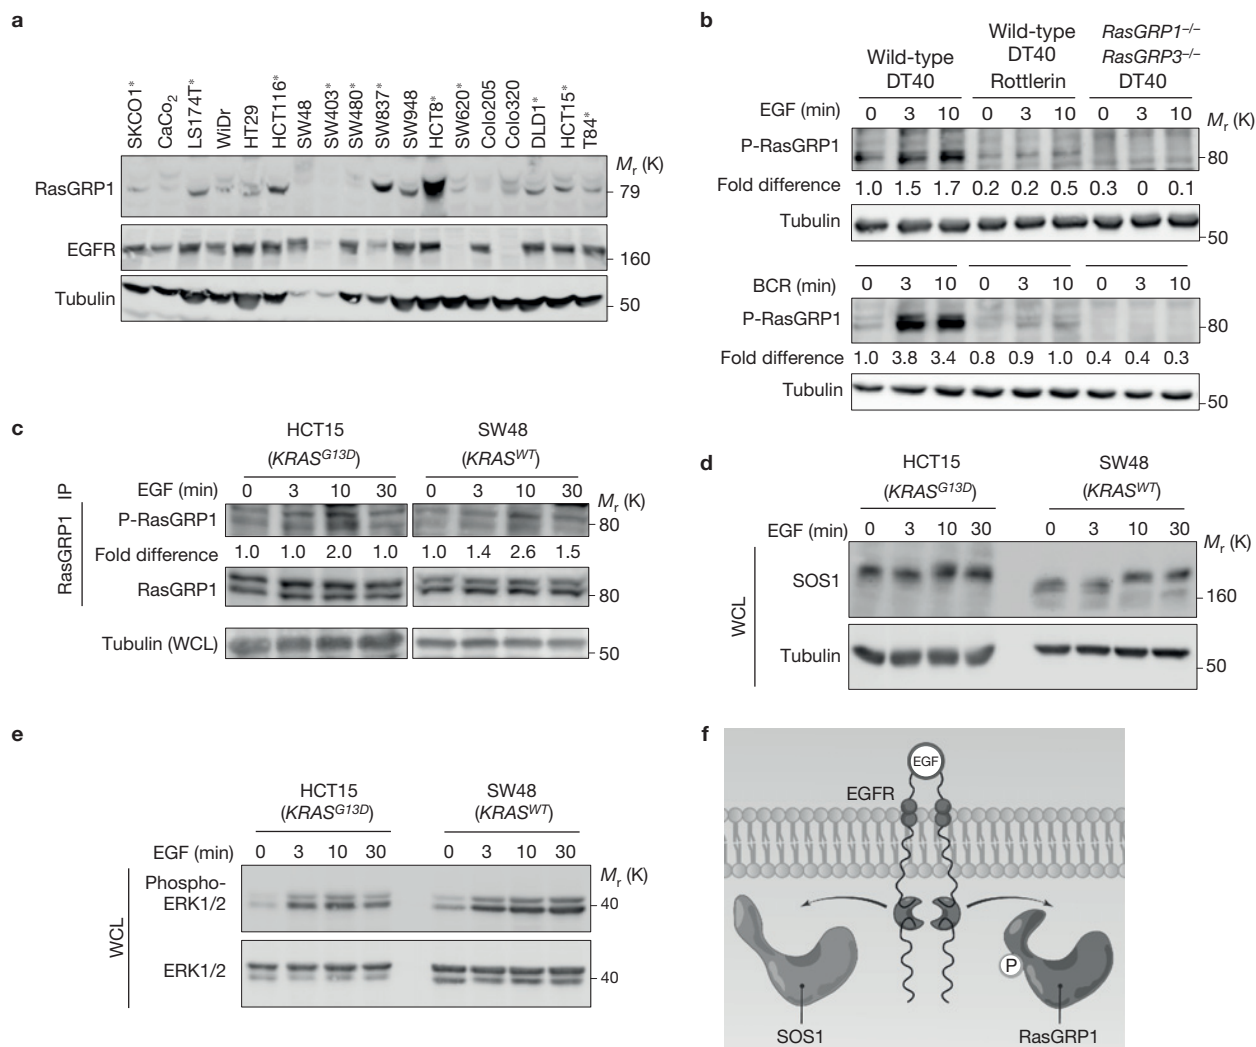 a
SKCO1*
CaCo2
LS174T*
WiDr
HT29
HCT116*
SW48
SW403*
SW480*
SW837*
SW948
HCT8*
SW620*
Colo205
Colo320
DLD1*
HCT15*
T84*
Mr (K)
RasGRP1
79
EGFR
160
Tubulin
50
b
Wild-type DT40
Wild-type DT40 Rottlerin
RasGRP1–/– RasGRP3–/– DT40
EGF (min) 0 3 10 0 3 10 0 3 10
Mr (K)
P-RasGRP1
80
Fold difference 1.0 1.5 1.7 0.2 0.2 0.5 0.3 0 0.1
Tubulin
50
BCR (min) 0 3 10 0 3 10 0 3 10
P-RasGRP1
80
Fold difference 1.0 3.8 3.4 0.8 0.9 1.0 0.4 0.4 0.3
Tubulin
50
c
HCT15 (KRASG13D)
SW48 (KRASWT)
RasGRP1 IP
EGF (min) 0 3 10 30 0 3 10 30
Mr (K)
P-RasGRP1
80
Fold difference 1.0 1.0 2.0 1.0 1.0 1.4 2.6 1.5
RasGRP1
80
Tubulin (WCL)
50
d
HCT15 (KRASG13D)
SW48 (KRASWT)
EGF (min) 0 3 10 30 0 3 10 30
Mr (K)
WCL
SOS1
160
Tubulin
50
e
HCT15 (KRASG13D)
SW48 (KRASWT)
EGF (min) 0 3 10 30 0 3 10 30
Mr (K)
WCL
Phospho-
ERK1/2
40
ERK1/2
40
f
EGF
EGFR
P
SOS1
RasGRP1